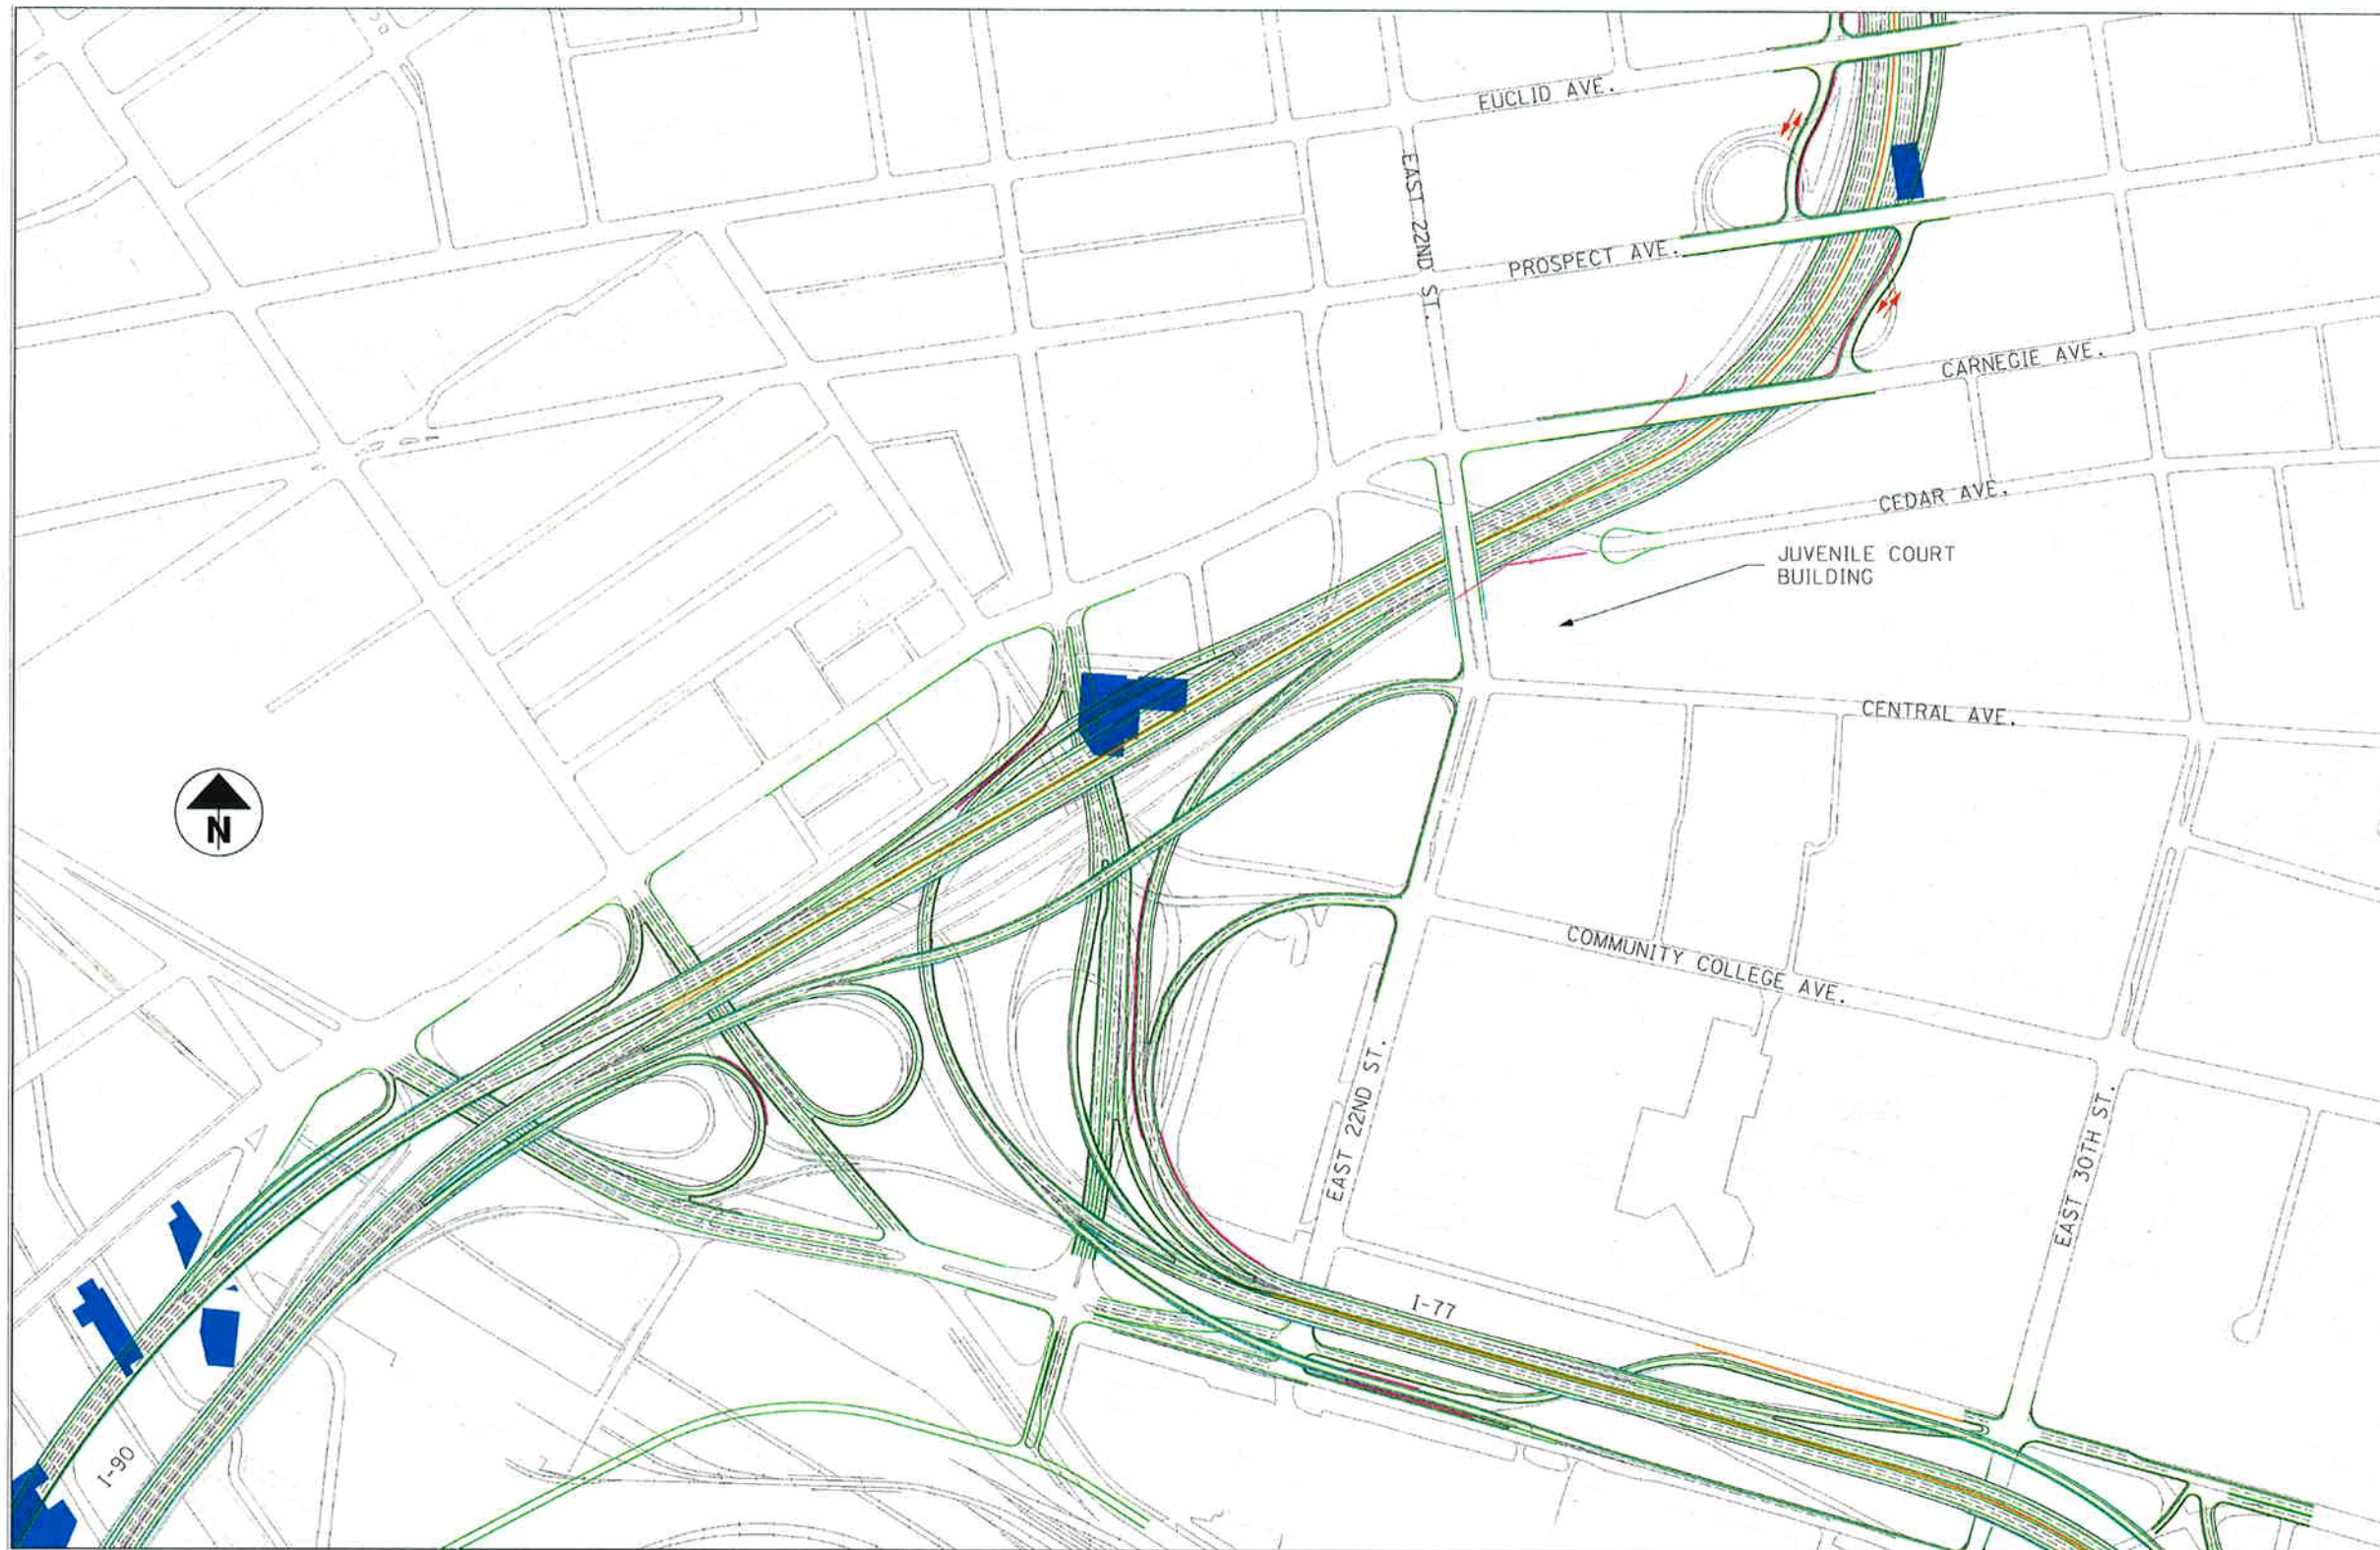 EUCLID AVE.
EAST 22ND ST.
PROSPECT AVE.
CARNEGIE AVE.
CEDAR AVE.
JUVENILE COURT
BUILDING
CENTRAL AVE.
N
COMMUNITY COLLEGE AVE.
EAST 22ND ST.
EAST 30TH ST.
I-77
I-90